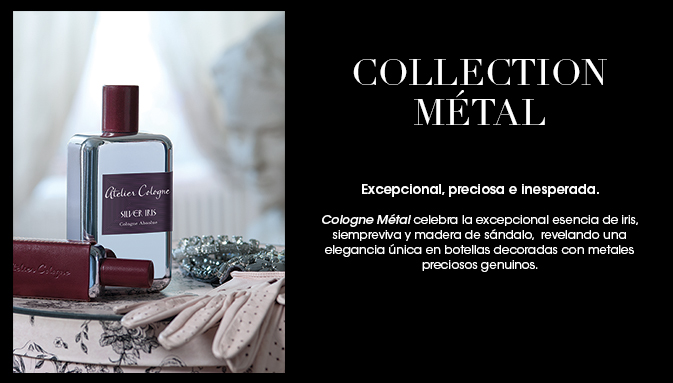 COLLECTION
MÉTAL
Excepcional, preciosa e inesperada.
Cologne Métal celebra la excepcional esencia de iris,
siempreviva y madera de sándalo, revelando una
elegancia única en botellas decoradas con metales
preciosos genuinos.
Atelier Cologne
SILVER IRIS
Cologne Absolue
Atelier Cologne